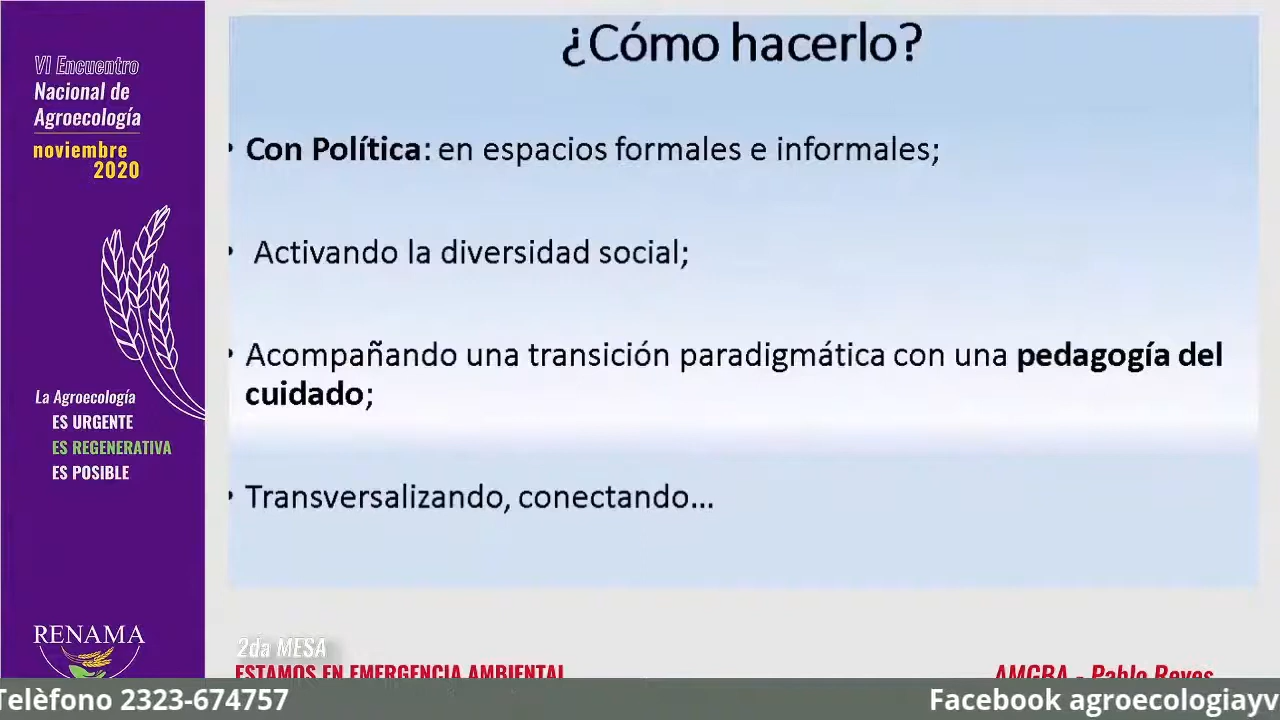 ¿Cómo hacerlo?
VI Encuentro
Nacional de
Agroecología
noviembre
2020
• Con Política: en espacios formales e informales;
• Activando la diversidad social;
• Acompañando una transición paradigmática con una pedagogía del
cuidado;
• Transversalizando, conectando...
La Agroecología
ES URGENTE
ES REGENERATIVA
ES POSIBLE
RENAMA
2da MESA
ESTAMOS EN EMERGENCIA AMBIENTAL
AMGBA - Pablo Reyes
Telèfono 2323-674757
Facebook agroecologiayv